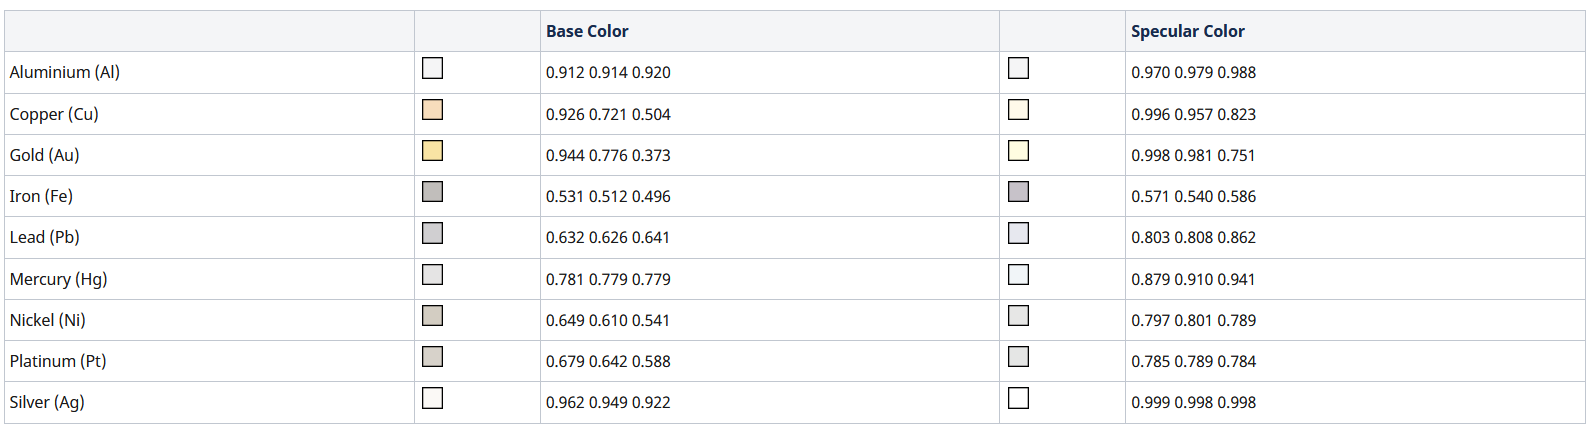 Base Color Specular Color
Aluminium (Al) 0.912 0.914 0.920 0.970 0.979 0.988
Copper (Cu) 0.926 0.721 0.504 0.996 0.957 0.823
Gold (Au) 0.944 0.776 0.373 0.998 0.981 0.751
Iron (Fe) 0.531 0.512 0.496 0.571 0.540 0.586
Lead (Pb) 0.632 0.626 0.641 0.803 0.808 0.862
Mercury (Hg) 0.781 0.779 0.779 0.879 0.910 0.941
Nickel (Ni) 0.649 0.610 0.541 0.797 0.801 0.789
Platinum (Pt) 0.679 0.642 0.588 0.785 0.789 0.784
Silver (Ag) 0.962 0.949 0.922 0.999 0.998 0.998